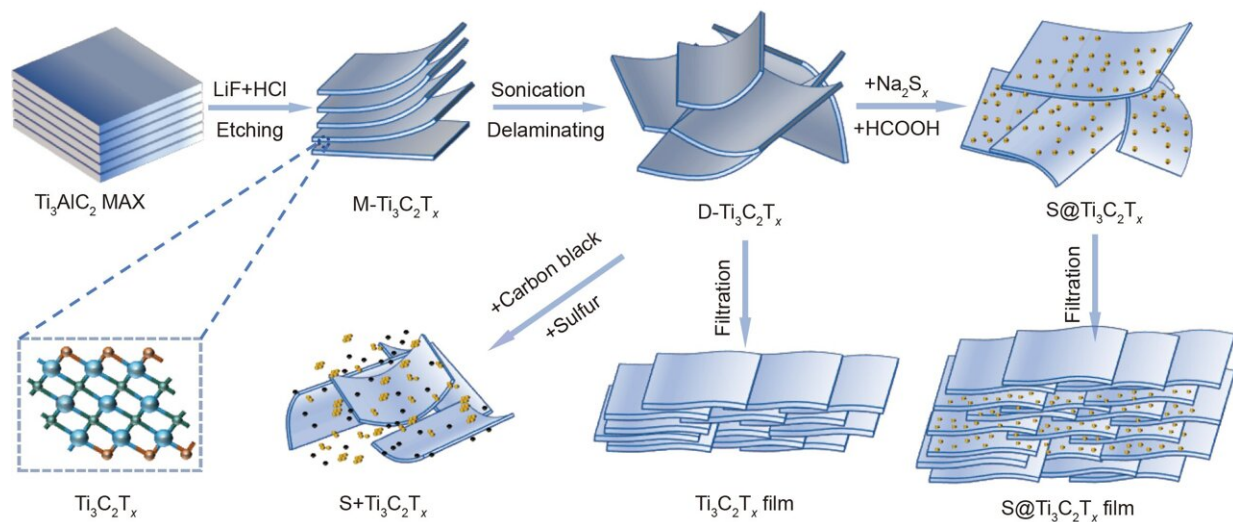 LiF+HCl
Etching
Sonication
Delaminating
+Na₂Sₓ
+HCOOH
Ti₃AlC₂ MAX
M-Ti₃C₂Tₓ
D-Ti₃C₂Tₓ
S@Ti₃C₂Tₓ
+Carbon black
+Sulfur
Filtration
Filtration
Ti₃C₂Tₓ
S+Ti₃C₂Tₓ
Ti₃C₂Tₓ film
S@Ti₃C₂Tₓ film